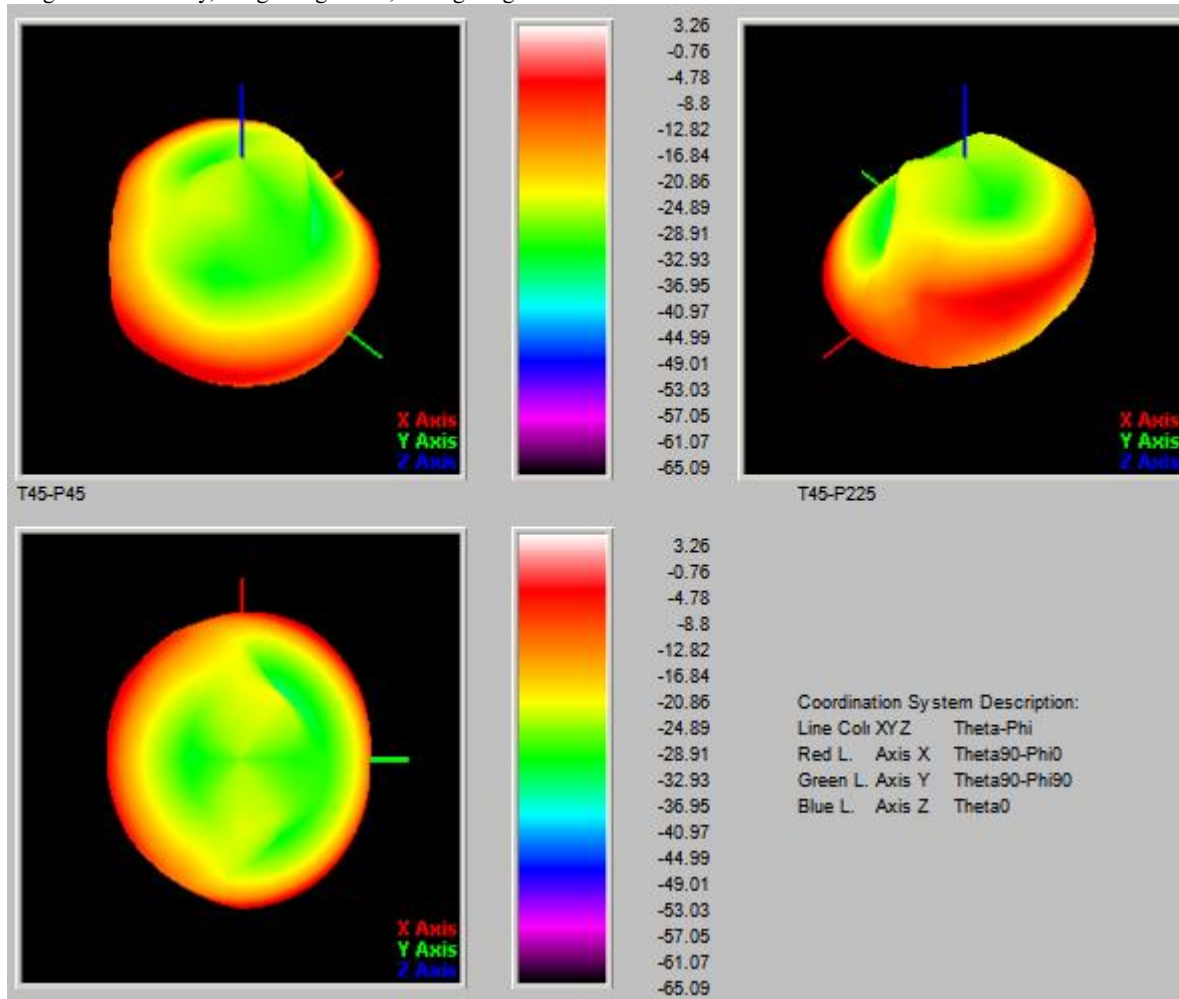 3.26
-0.76
-4.78
-8.8
-12.82
-16.84
-20.86
-24.89
-28.91
-32.93
-36.95
-40.97
-44.99
-49.01
-53.03
-57.05
-61.07
-65.09
X Axis
Y Axis
Z Axis
X Axis
Y Axis
Z Axis
T45-P45
T45-P225
3.26
-0.76
-4.78
-8.8
-12.82
-16.84
-20.86
-24.89
-28.91
-32.93
-36.95
-40.97
-44.99
-49.01
-53.03
-57.05
-61.07
-65.09
X Axis
Y Axis
Z Axis
Coordination System Description:
Line Colı XYZ Theta-Phi
Red L. Axis X Theta90-Phi0
Green L. Axis Y Theta90-Phi90
Blue L. Axis Z Theta0